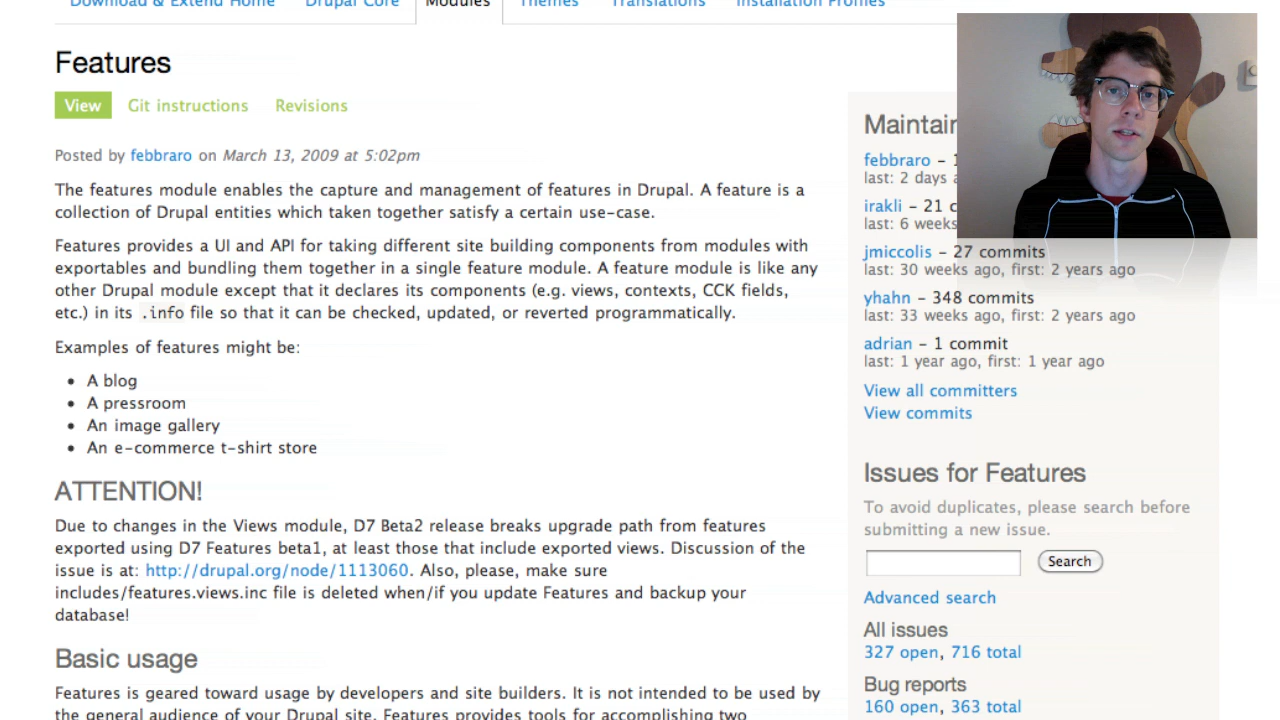 Download & Extend Home Drupal Core Modules Themes Translations Installation Profiles
Features
View Git instructions Revisions
Posted by febbraro on March 13, 2009 at 5:02pm
The features module enables the capture and management of features in Drupal. A feature is a
collection of Drupal entities which taken together satisfy a certain use-case.
Features provides a UI and API for taking different site building components from modules with
exportables and bundling them together in a single feature module. A feature module is like any
other Drupal module except that it declares its components (e.g. views, contexts, CCK fields,
etc.) in its .info file so that it can be checked, updated, or reverted programmatically.
Examples of features might be:
• A blog
• A pressroom
• An image gallery
• An e-commerce t-shirt store
ATTENTION!
Due to changes in the Views module, D7 Beta2 release breaks upgrade path from features
exported using D7 Features beta1, at least those that include exported views. Discussion of the
issue is at: http://drupal.org/node/1113060. Also, please, make sure
includes/features.views.inc file is deleted when/if you update Features and backup your
database!
Basic usage
Features is geared toward usage by developers and site builders. It is not intended to be used by
the general audience of your Drupal site. Features provides tools for accomplishing two
febbraro –
last: 2 days
irakli – 21
last: 6 weeks
jmiccolis – 27 commits
last: 30 weeks ago, first: 2 years ago
yhahn – 348 commits
last: 33 weeks ago, first: 2 years ago
adrian – 1 commit
last: 1 year ago, first: 1 year ago
View all committers
View commits
Issues for Features
To avoid duplicates, please search before
submitting a new issue.
Search
Advanced search
All issues
327 open, 716 total
Bug reports
160 open, 363 total